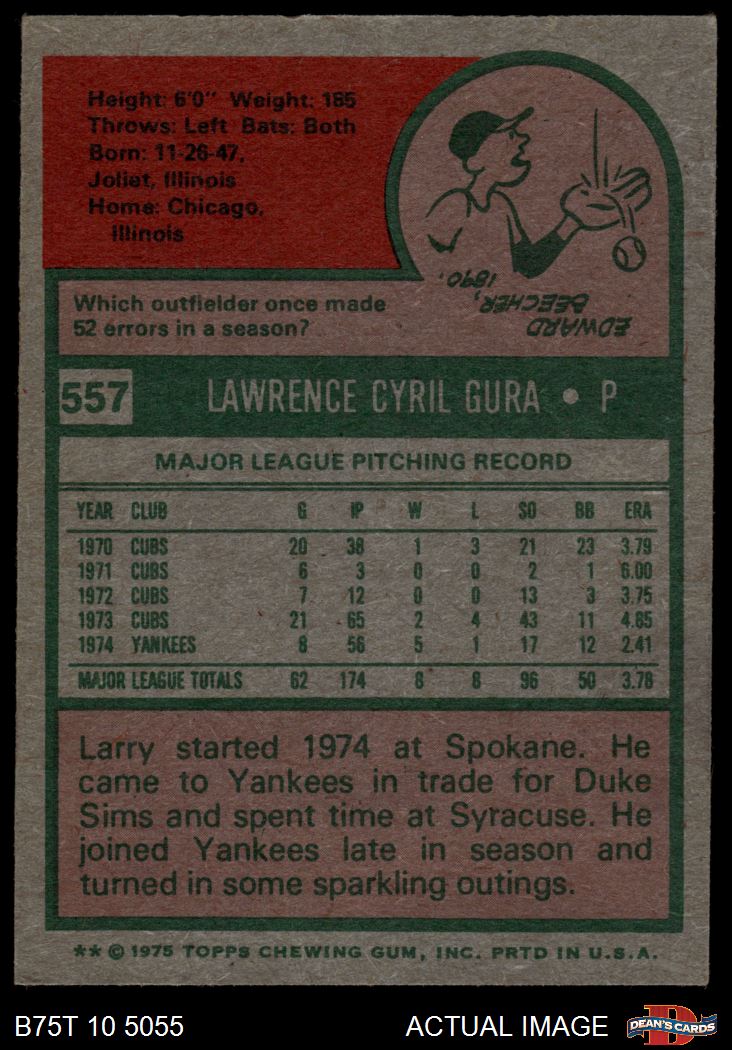 Height: 6'0" Weight: 185
Throws: Left Bats: Both
Born: 11-26-47,
Joliet, Illinois
Home: Chicago,
Illinois
Which outfielder once made
52 errors in a season?
EDWARD
BEECHER,
1890.
557 LAWRENCE CYRIL GURA • P
MAJOR LEAGUE PITCHING RECORD
YEAR CLUB G IP W L SO BB ERA
1970 CUBS 20 38 1 3 21 23 3.79
1971 CUBS 6 3 0 0 2 1 6.00
1972 CUBS 7 12 0 0 13 3 3.75
1973 CUBS 21 65 2 4 43 11 4.85
1974 YANKEES 8 56 5 1 17 12 2.41
MAJOR LEAGUE TOTALS 62 174 8 8 96 50 3.78
Larry started 1974 at Spokane. He
came to Yankees in trade for Duke
Sims and spent time at Syracuse. He
joined Yankees late in season and
turned in some sparkling outings.
** © 1975 TOPPS CHEWING GUM, INC. PRTD IN U.S.A.
B75T 10 5055 ACTUAL IMAGE DEAN'S CARDS